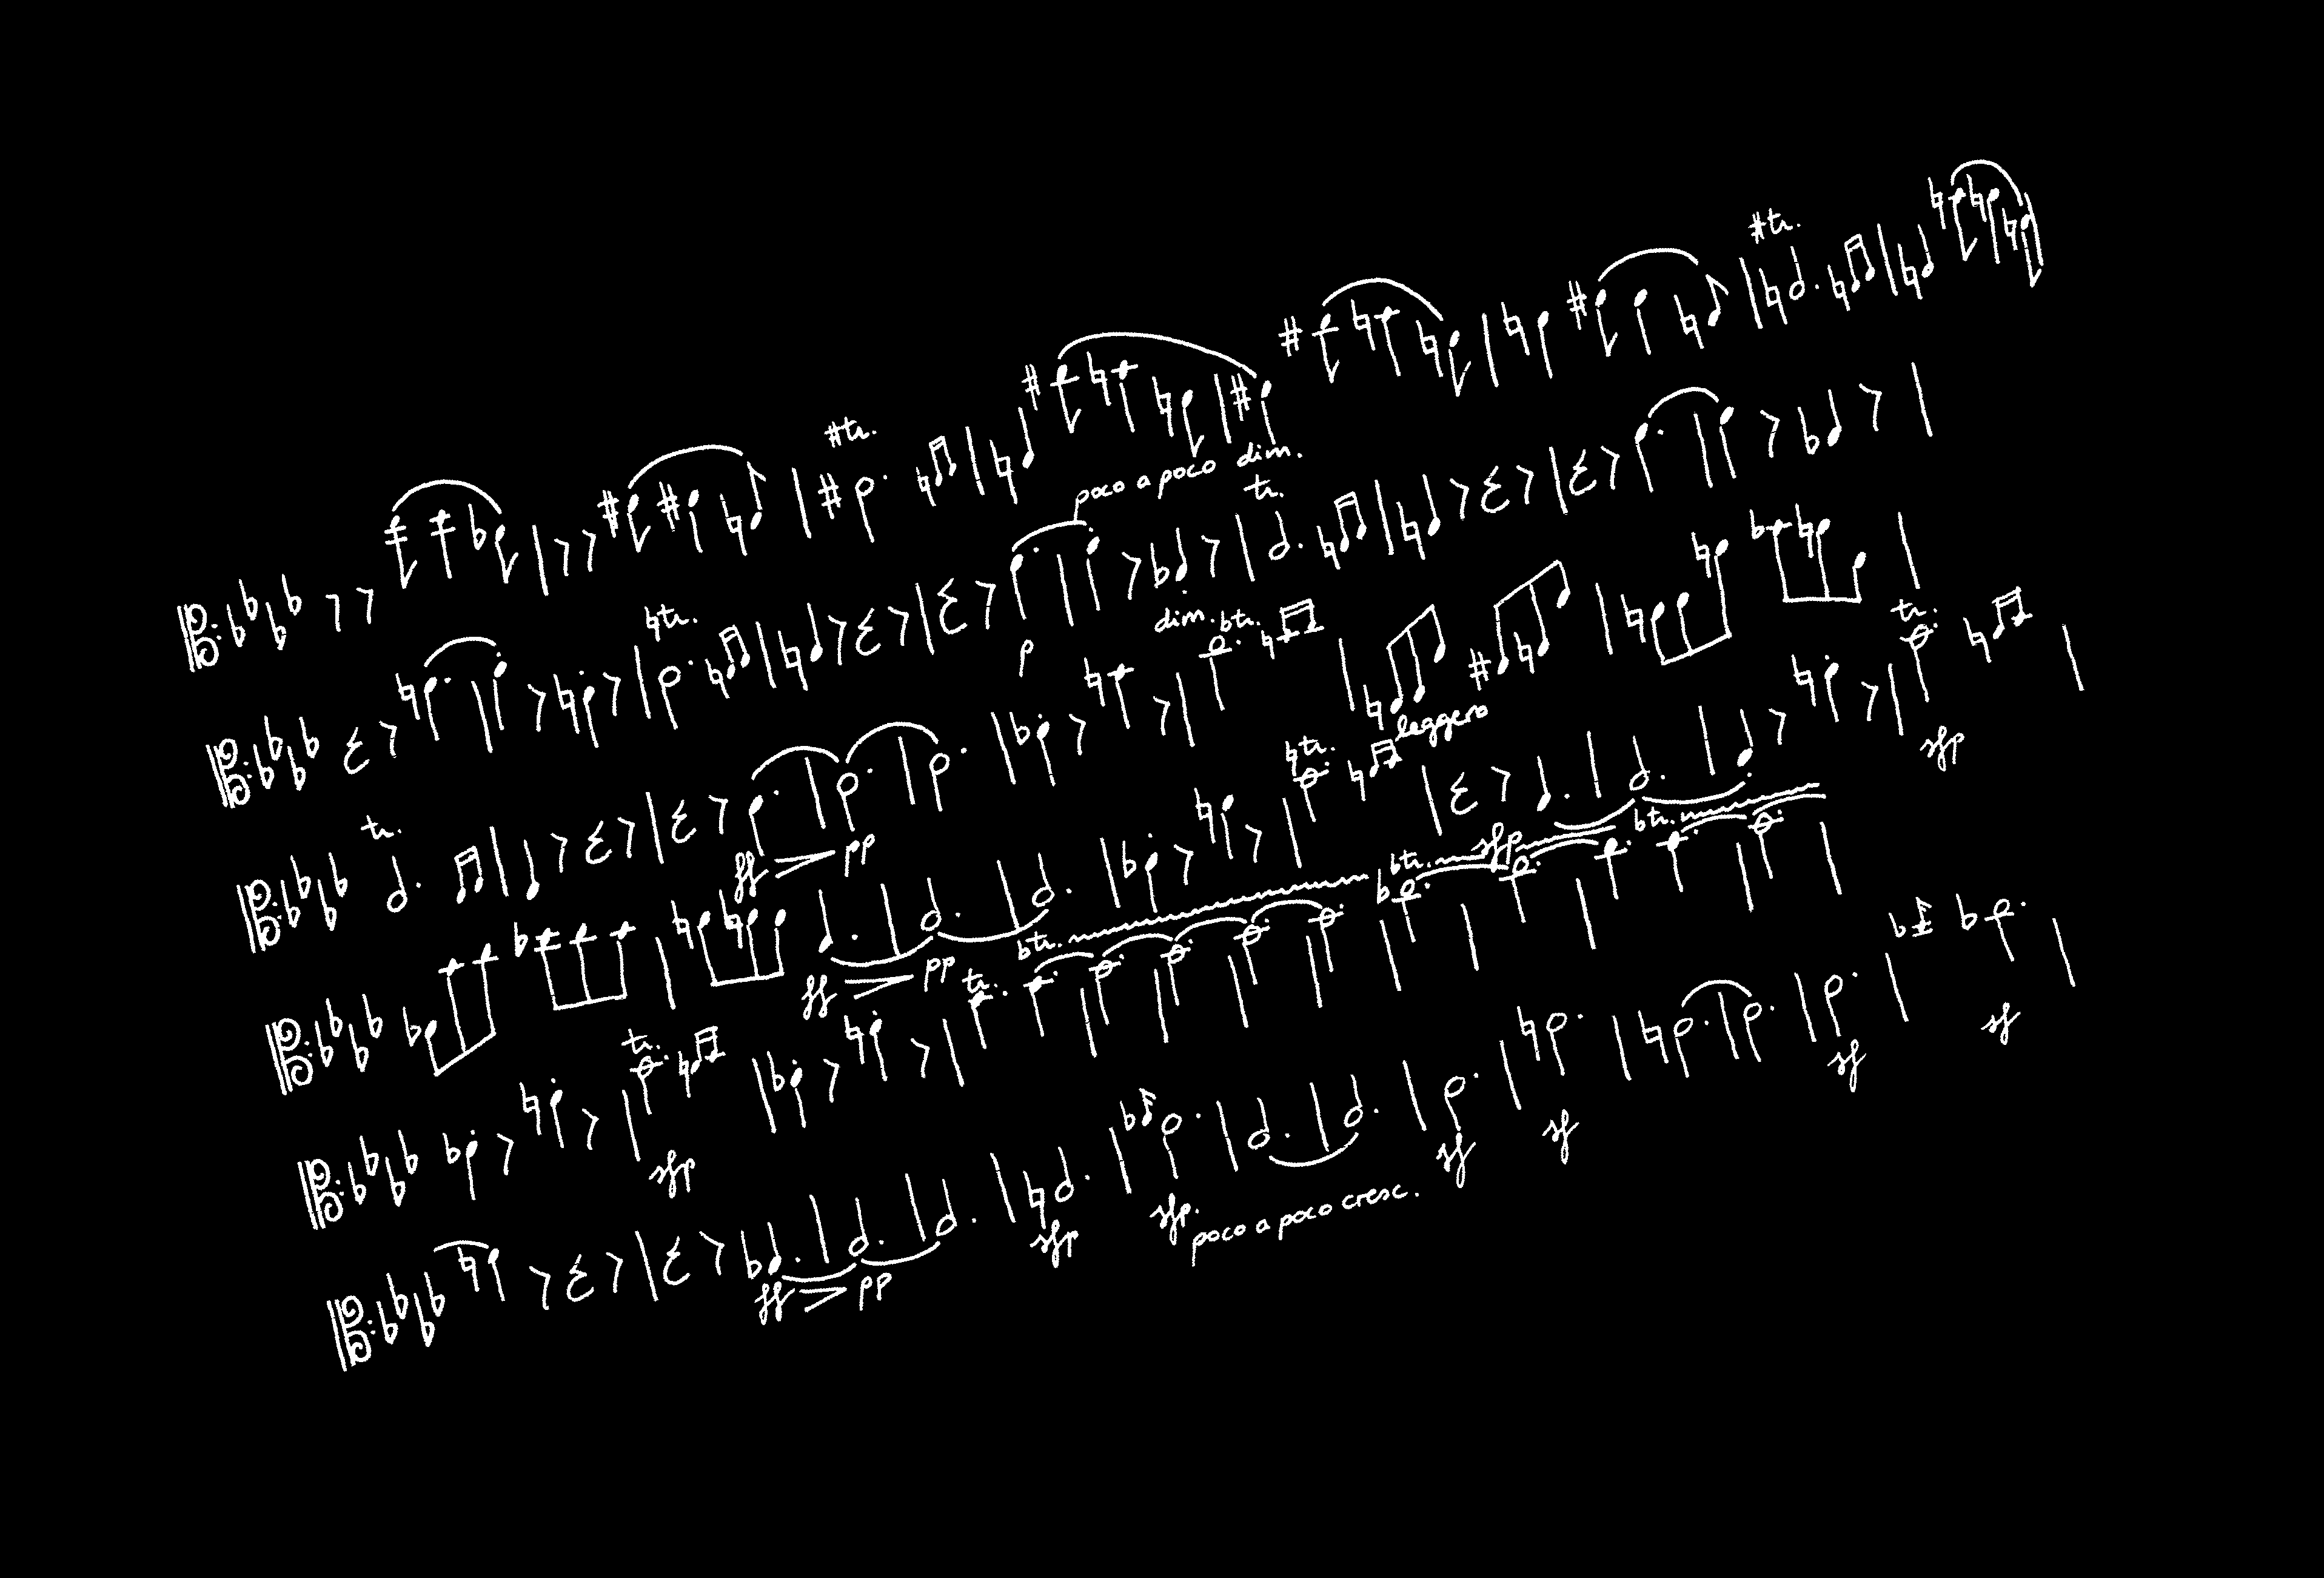 #tr.
#tr.
poco a poco dim.
♮tr.
tr.
p
dim. ♭tr.
tr.
ff pp
leggero
♮tr.
tr.
sfp
ff pp
tr.
♭tr.
♭tr.
sfp
♭tr.
tr.
sfp
ff pp
sfp
sfp.
poco a poco cresc.
sf
sf
sf
sf